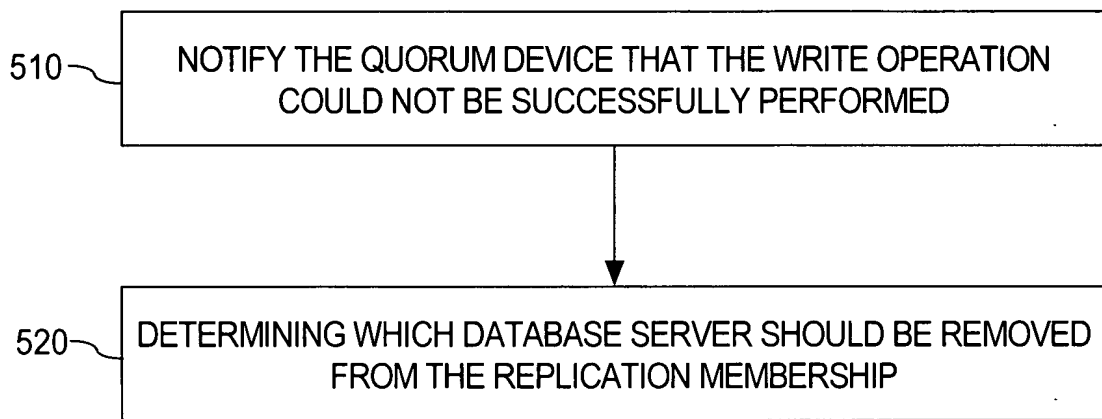 510
NOTIFY THE QUORUM DEVICE THAT THE WRITE OPERATION
COULD NOT BE SUCCESSFULLY PERFORMED
520
DETERMINING WHICH DATABASE SERVER SHOULD BE REMOVED
FROM THE REPLICATION MEMBERSHIP